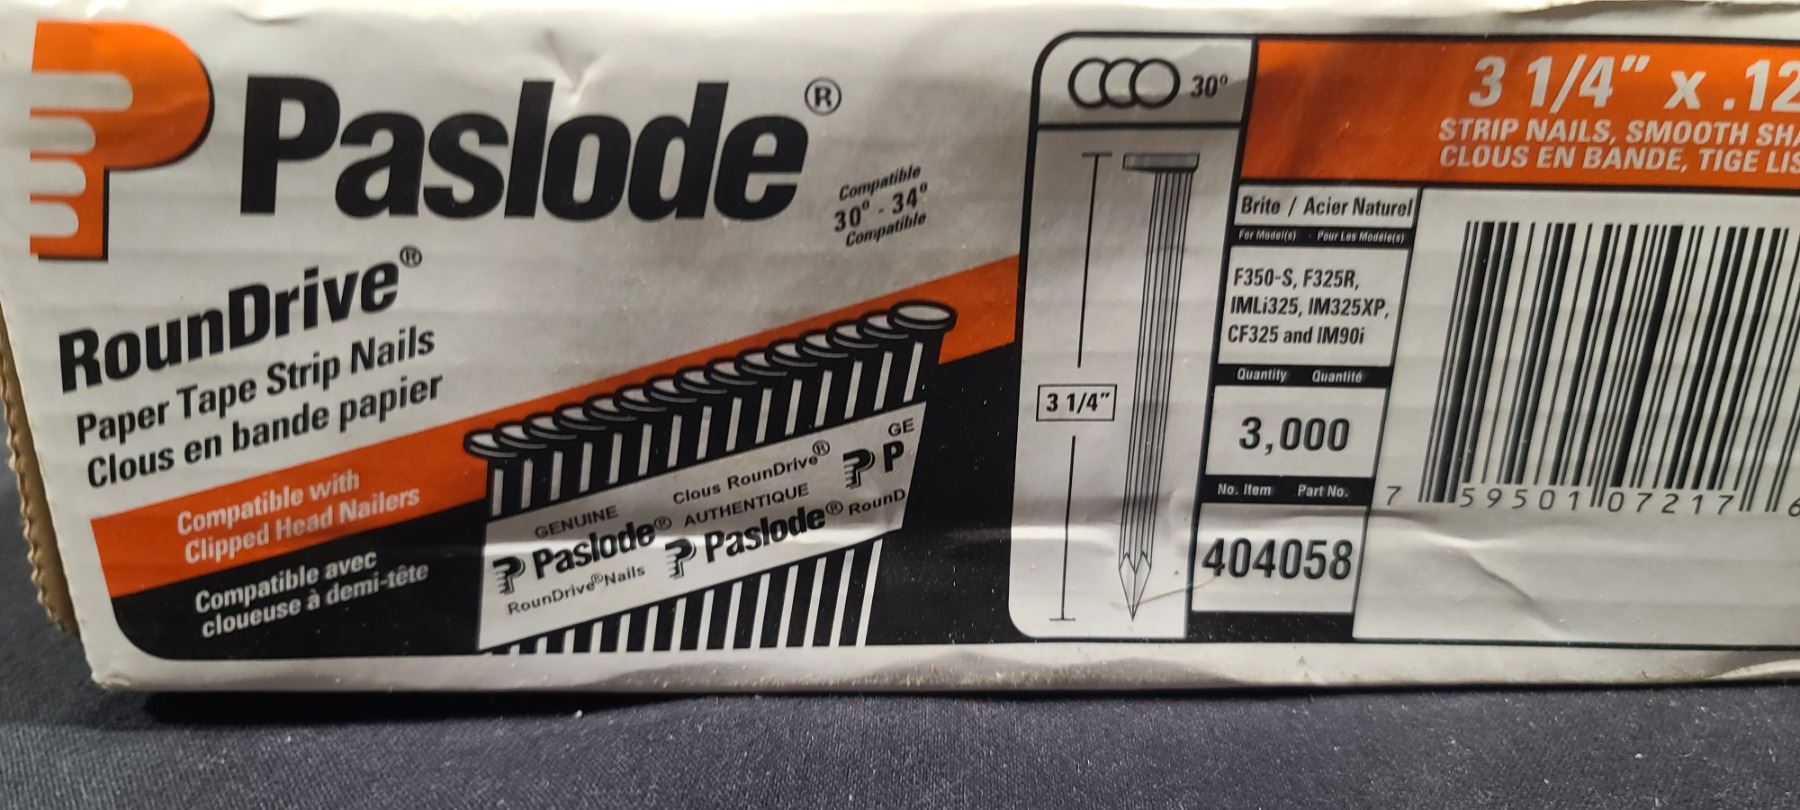 Paslode®
Compatible
30° - 34°
Compatible
RounDrive®
Paper Tape Strip Nails
Clous en bande papier
Compatible with
Clipped Head Nailers
Compatible avec
cloueuse à demi-tête
GENUINE
Paslode®
RounDrive® Nails
Clous RounDrive®
AUTHENTIQUE
Paslode®
RounD
GE
P
30°
3 1/4"
3 1/4" x .12
STRIP NAILS, SMOOTH SHA
CLOUS EN BANDE, TIGE LIS
Brite / Acier Naturel
For Model(s) Pour Les Modèle(s)
F350-S, F325R,
IMLi325, IM325XP,
CF325 and IM90i
Quantity Quantité
3,000
No. Item Part No.
404058
7 59501 07217 6